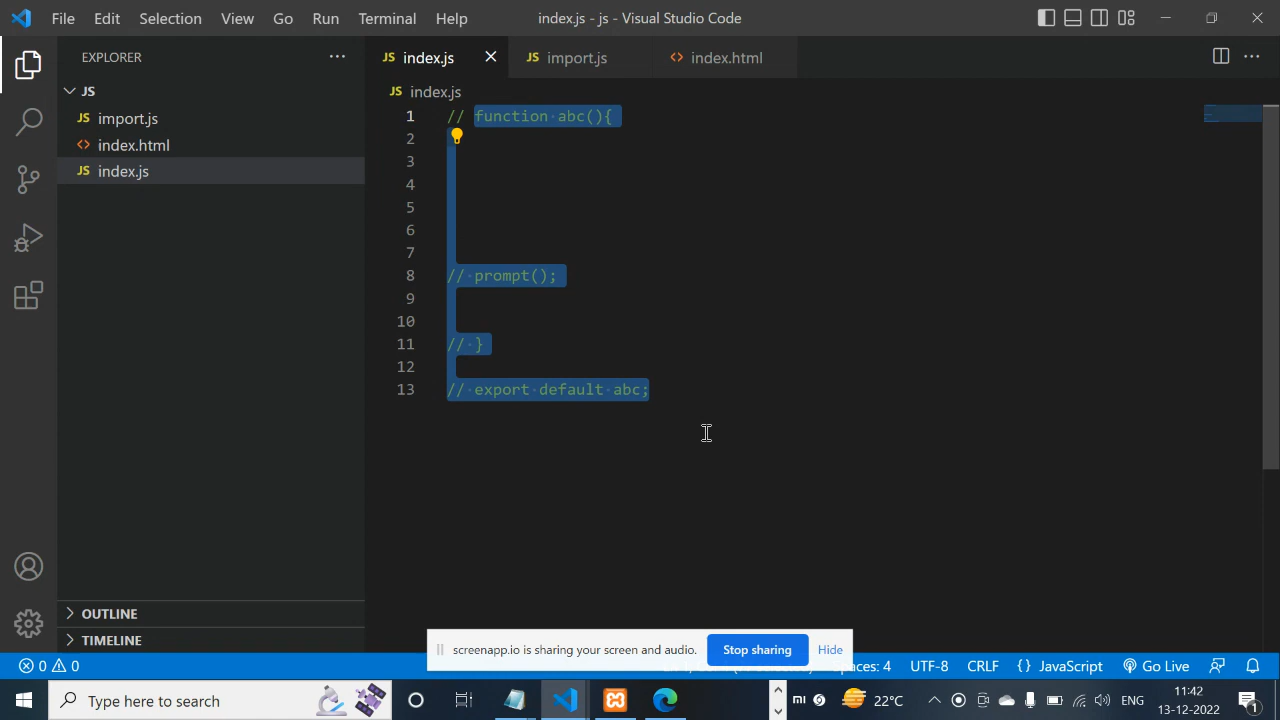 File Edit Selection View Go Run Terminal Help index.js - js - Visual Studio Code
EXPLORER
JS index.js
JS import.js
<> index.html
JS
JS import.js
<> index.html
JS index.js
JS index.js
1 // function abc(){
2
3
4
5
6
7
8 // prompt();
9
10
11 // }
12
13 // export default abc;
OUTLINE
TIMELINE
screenapp.io is sharing your screen and audio. Stop sharing Hide
0 0 Spaces: 4 UTF-8 CRLF {} JavaScript Go Live
Type here to search
mi 22°C ENG 11:42
13-12-2022
1